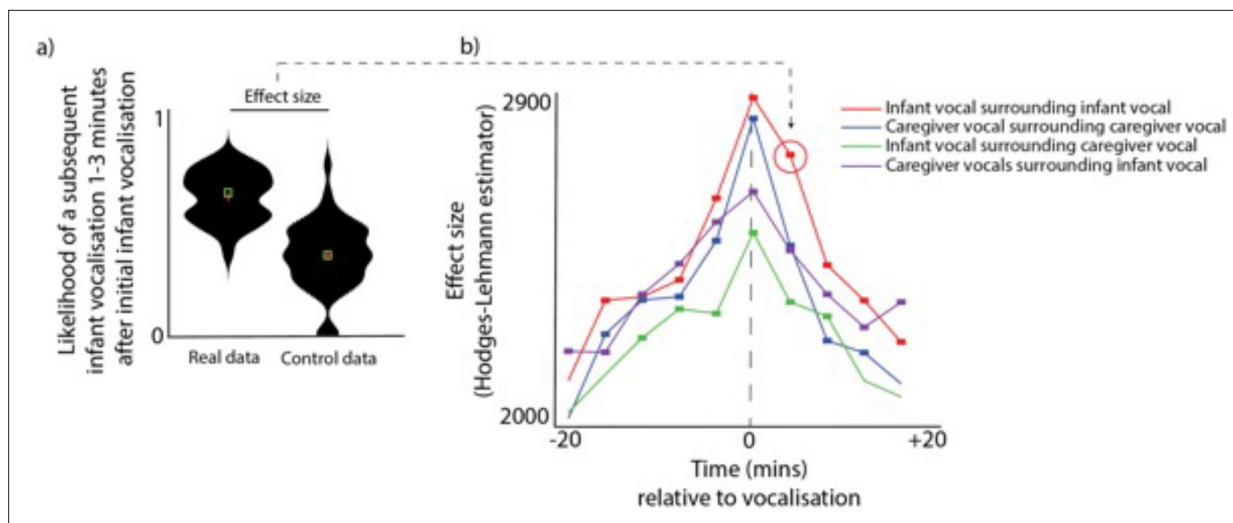 a)
Likelihood of a subsequent
infant vocalisation 1-3 minutes
after initial infant vocalisation
1
0
Effect size
Real data
Control data
b)
Effect size
(Hodges-Lehmann estimator)
2900
2000
-20
0
+20
Time (mins)
relative to vocalisation
Infant vocal surrounding infant vocal
Caregiver vocal surrounding caregiver vocal
Infant vocal surrounding caregiver vocal
Caregiver vocals surrounding infant vocal